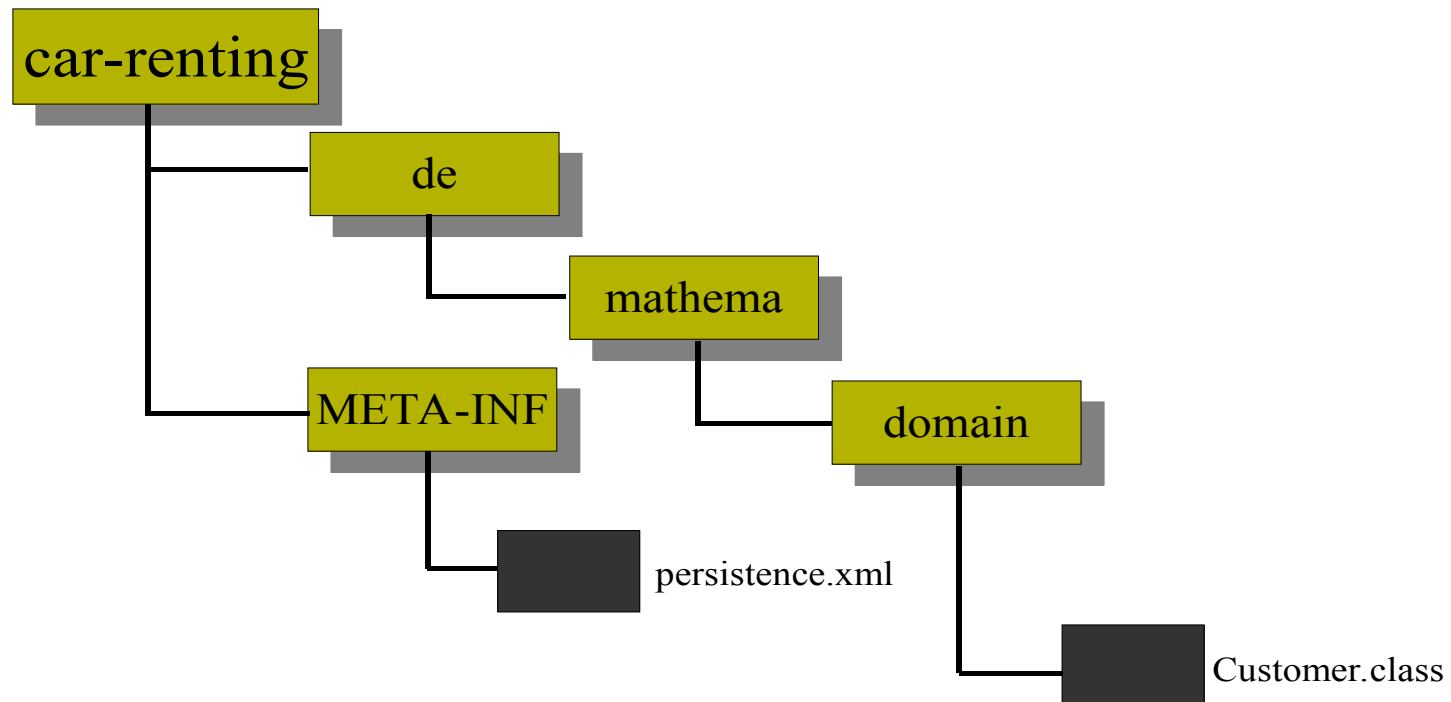 car-renting
de
mathema
META-INF
domain
persistence.xml
Customer.class